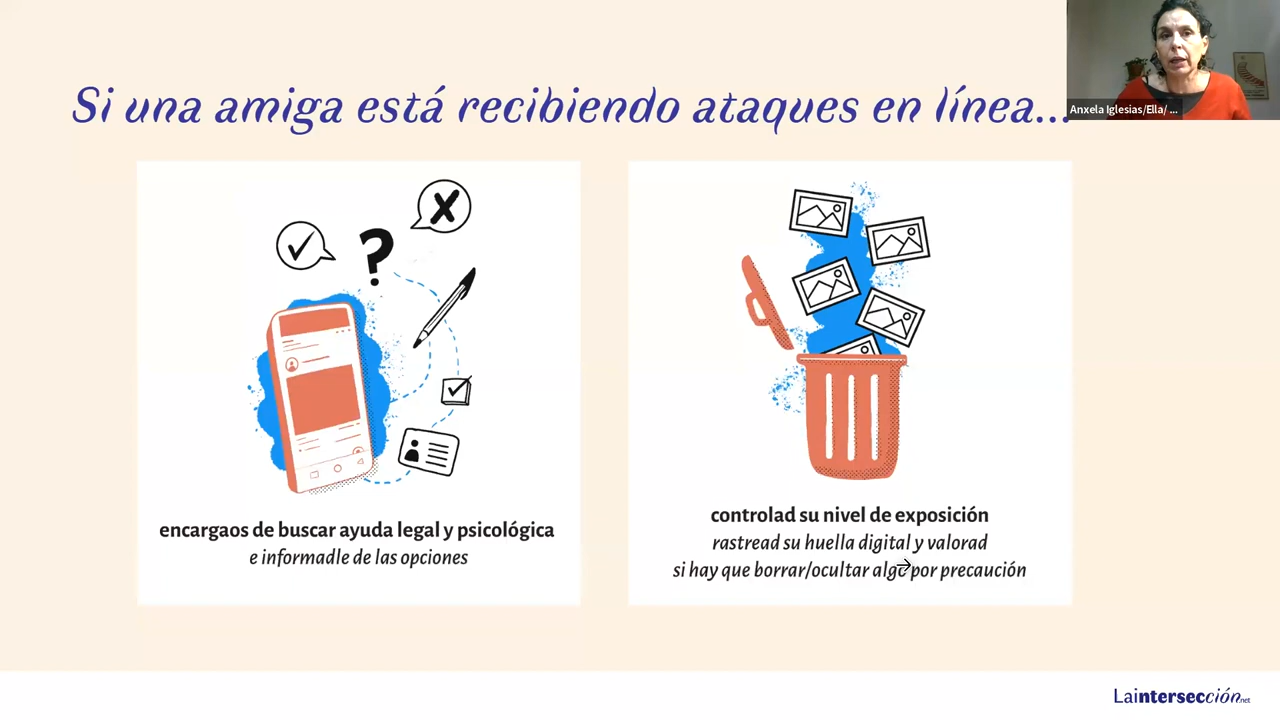 Si una amiga está recibiendo ataques en línea...
Anxela Iglesias/Ella/ ...
encargaos de buscar ayuda legal y psicológica
e informadle de las opciones
controlad su nivel de exposición
rastread su huella digital y valorad
si hay que borrar/ocultar algo por precaución
Laintersección.net